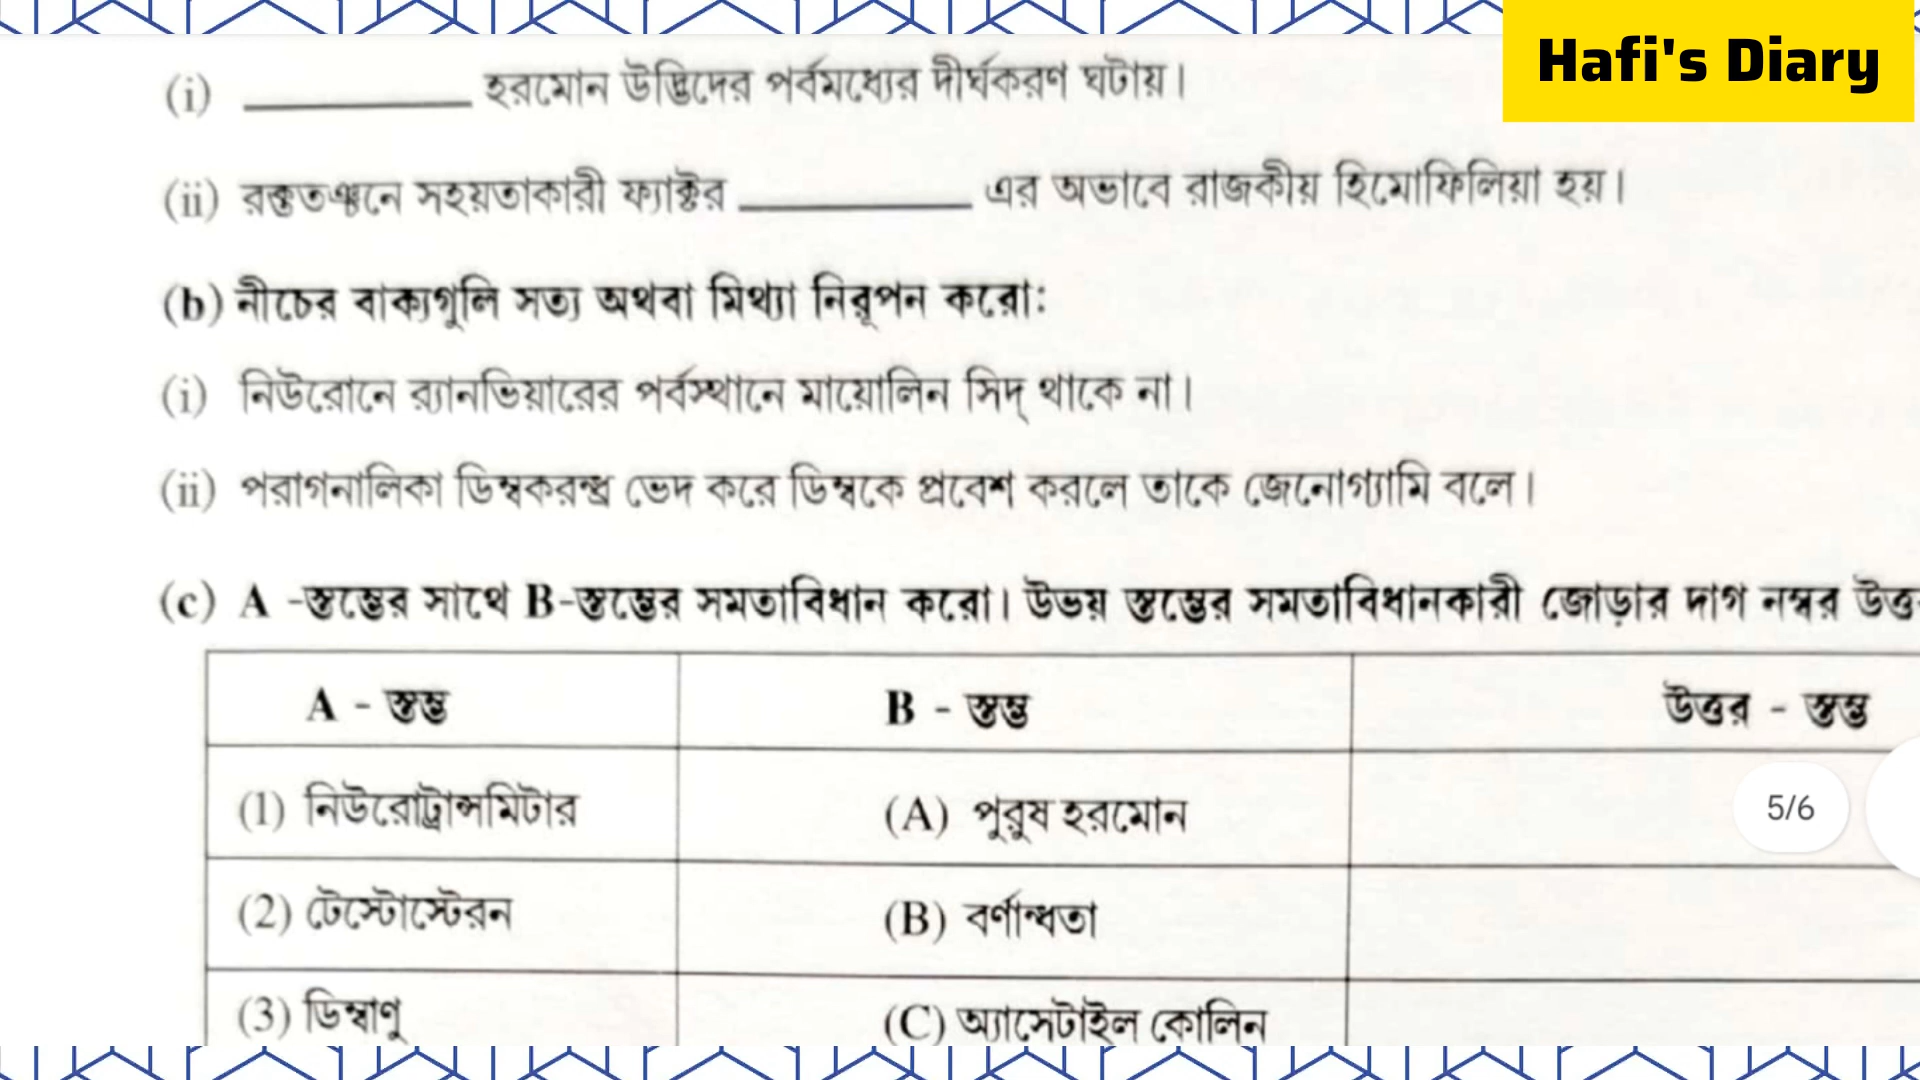 Hafi's Diary
(i) ____________ হরমোন উদ্ভিদের পর্বমধ্যের দীর্ঘকরণ ঘটায়।
(ii) রক্ততঞ্চনে সহয়তাকারী ফ্যাক্টর ____________ এর অভাবে রাজকীয় হিমোফিলিয়া হয়।
(b) নীচের বাক্যগুলি সত্য অথবা মিথ্যা নিরূপন করো:
(i) নিউরোনে র‍্যানভিয়ারের পর্বস্থানে মায়োলিন সিদ্ থাকে না।
(ii) পরাগনালিকা ডিম্বকরন্ধ্র ভেদ করে ডিম্বকে প্রবেশ করলে তাকে জেনোগ্যামি বলে।
(c) A -স্তম্ভের সাথে B-স্তম্ভের সমতাবিধান করো। উভয় স্তম্ভের সমতাবিধানকারী জোড়ার দাগ নম্বর
A - স্তম্ভ B - স্তম্ভ উত্তর - স্তম্ভ
(1) নিউরোট্রান্সমিটার (A) পুরুষ হরমোন 5/6
(2) টেস্টোস্টেরন (B) বর্ণান্ধতা
(3) ডিম্বাণু (C) অ্যাসেটাইল কোলিন